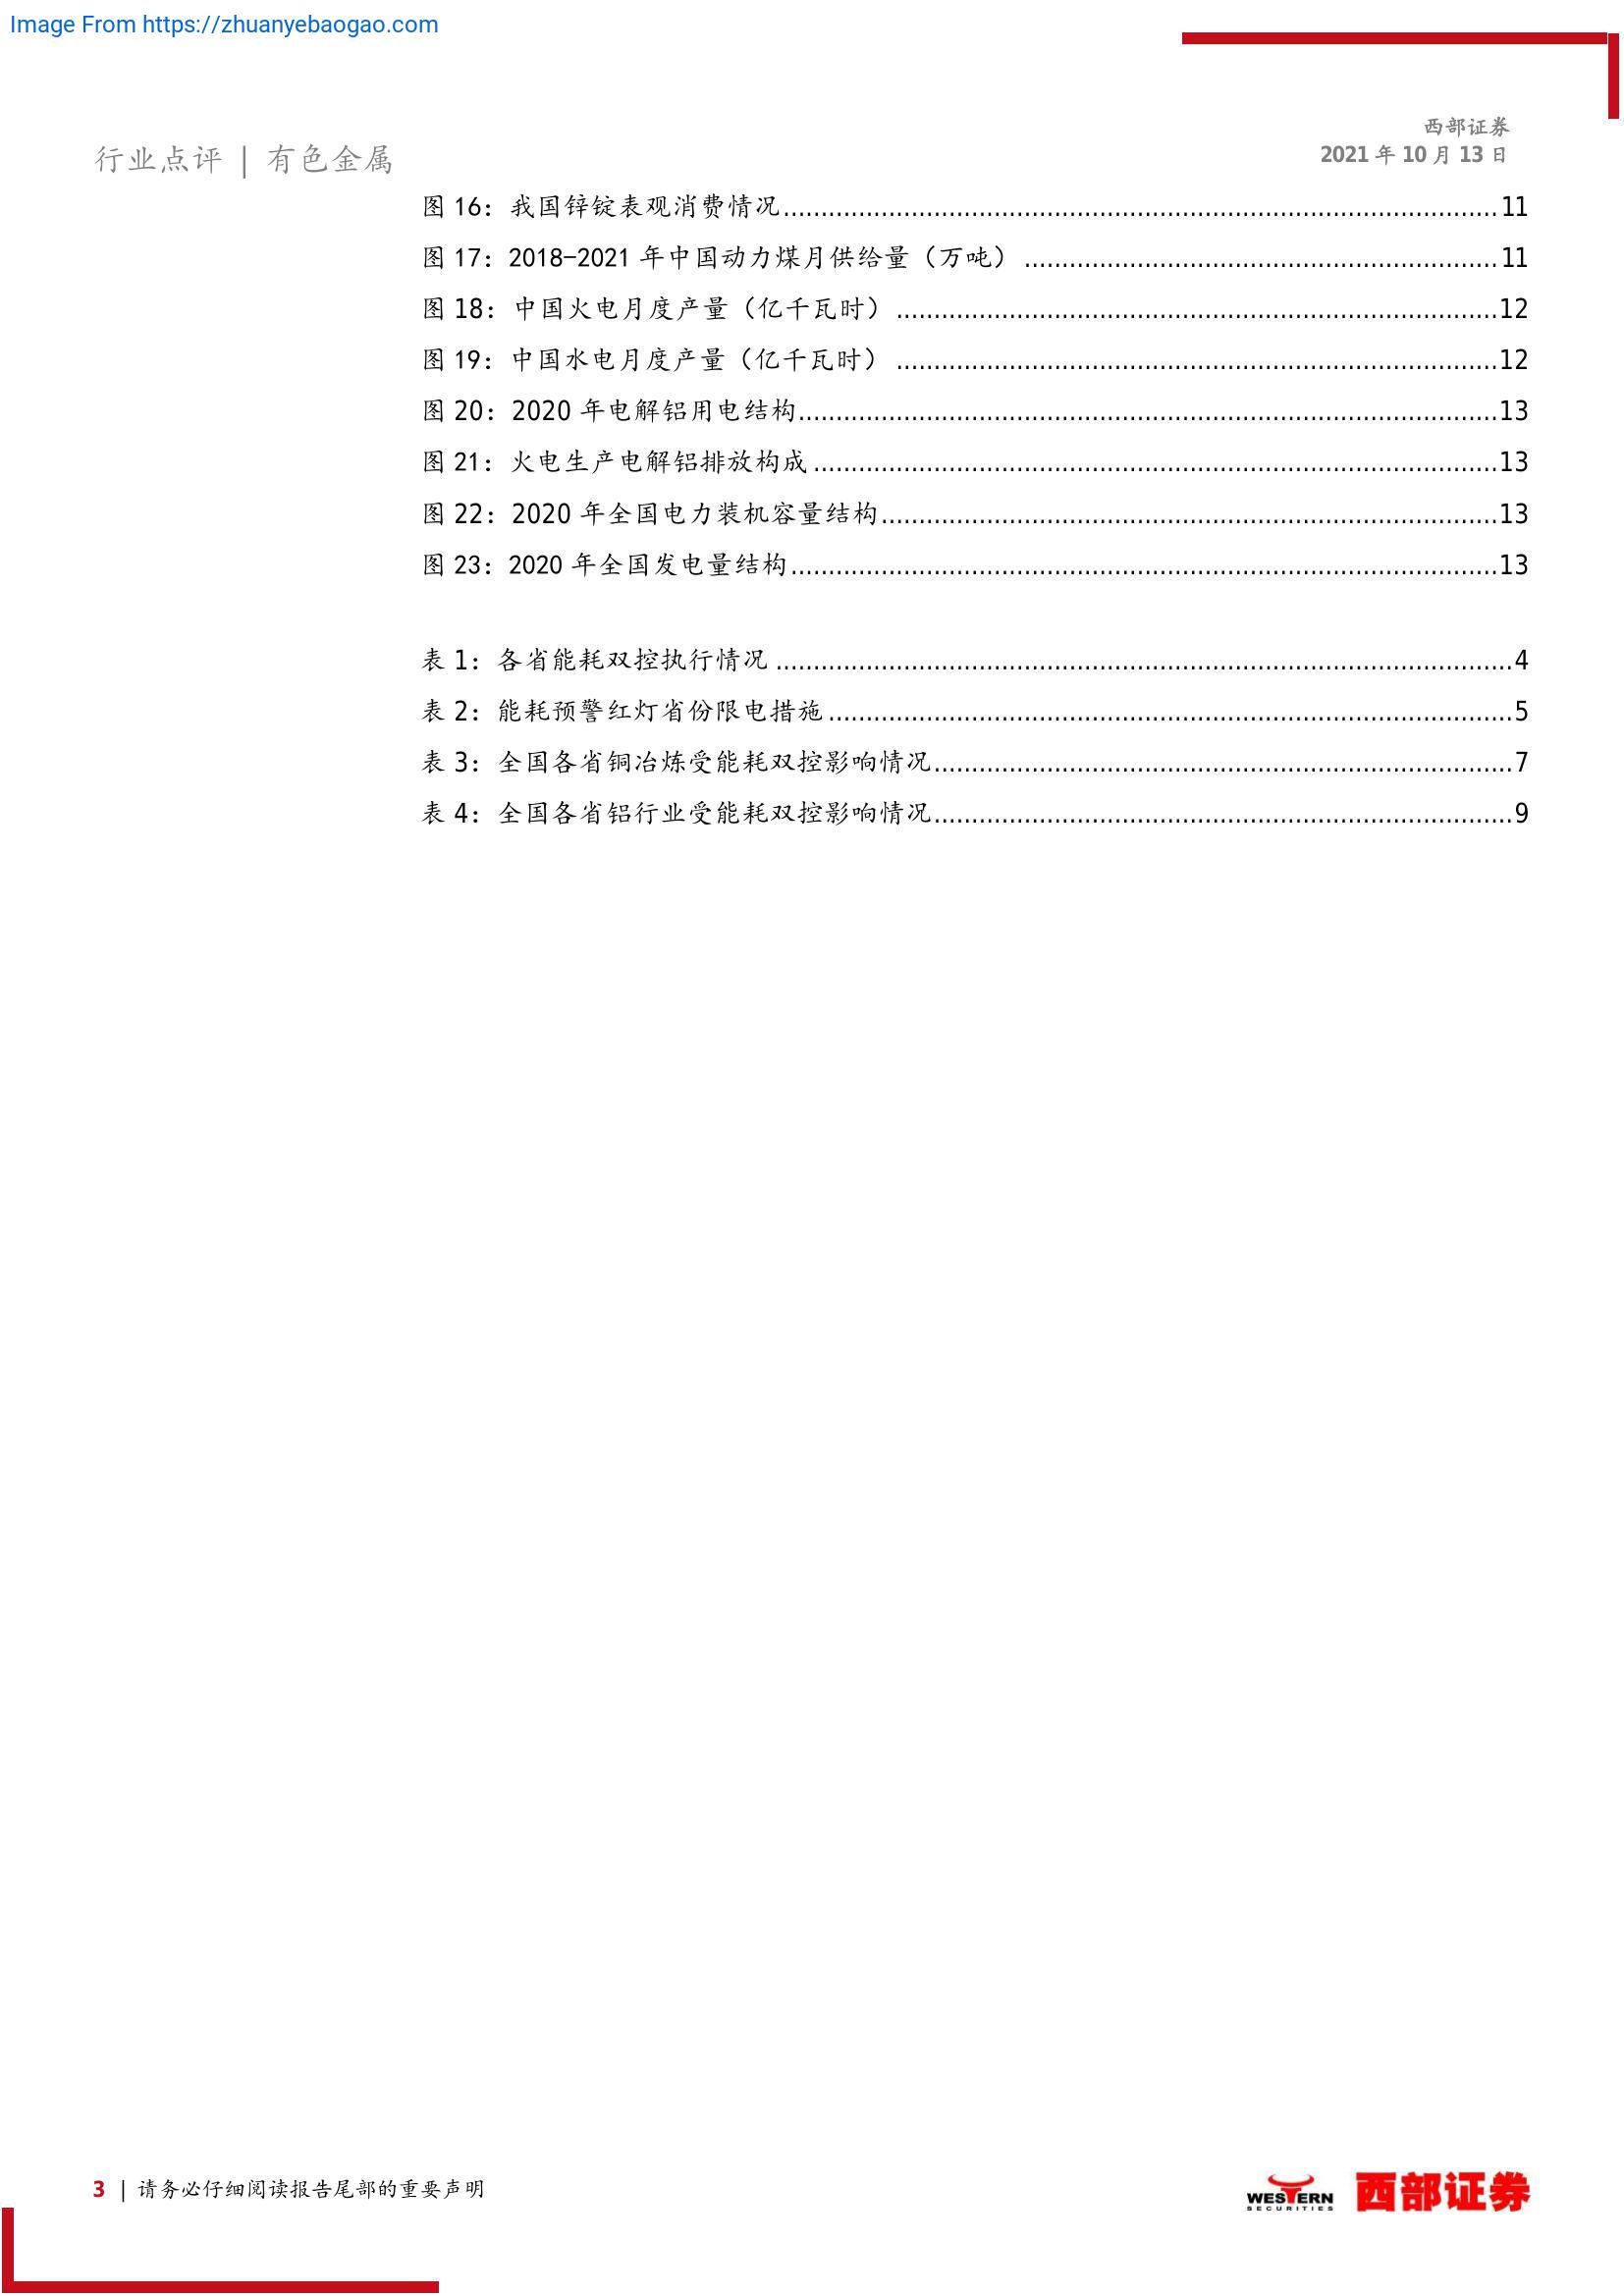 Image From https://zhuanyebaogao.com
西部证券
行业点评 | 有色金属
2021 年 10 月 13 日
图 16：我国锌锭表观消费情况................................................................................................11
图 17：2018-2021 年中国动力煤月供给量（万吨）................................................................11
图 18：中国火电月度产量（亿千瓦时）................................................................................12
图 19：中国水电月度产量（亿千瓦时）................................................................................12
图 20：2020 年电解铝用电结构.............................................................................................13
图 21：火电生产电解铝排放构成...........................................................................................13
图 22：2020 年全国电力装机容量结构..................................................................................13
图 23：2020 年全国发电量结构..............................................................................................13
表 1：各省能耗双控执行情况..................................................................................................4
表 2：能耗预警红灯省份限电措施...........................................................................................5
表 3：全国各省铜冶炼受能耗双控影响情况.............................................................................7
表 4：全国各省铝行业受能耗双控影响情况.............................................................................9
3 | 请务必仔细阅读报告尾部的重要声明
WESTERN
SECURITIES
西部证券